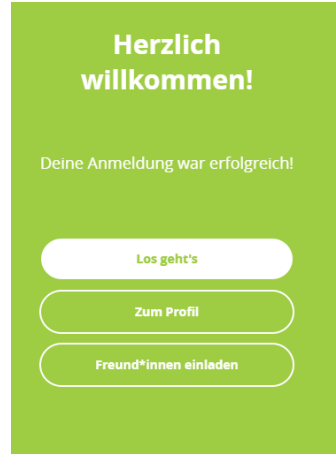 Herzlich
willkommen!
Deine Anmeldung war erfolgreich!
Los geht's
Zum Profil
Freund*innen einladen